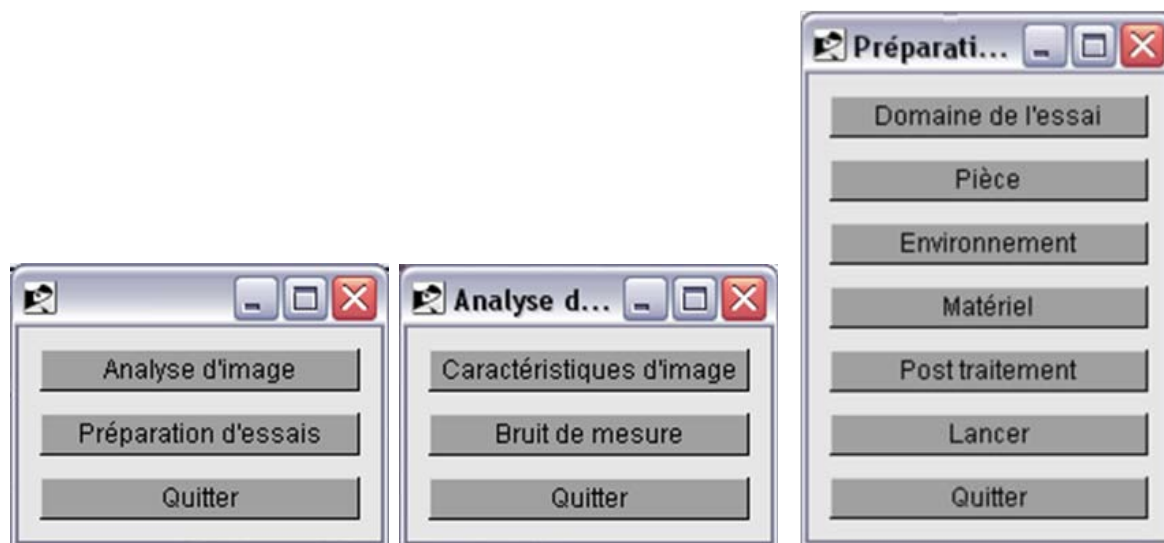 Analyse d'image
Préparation d'essais
Quitter
Analyse d...
Caractéristiques d'image
Bruit de mesure
Quitter
Préparati...
Domaine de l'essai
Pièce
Environnement
Matériel
Post traitement
Lancer
Quitter